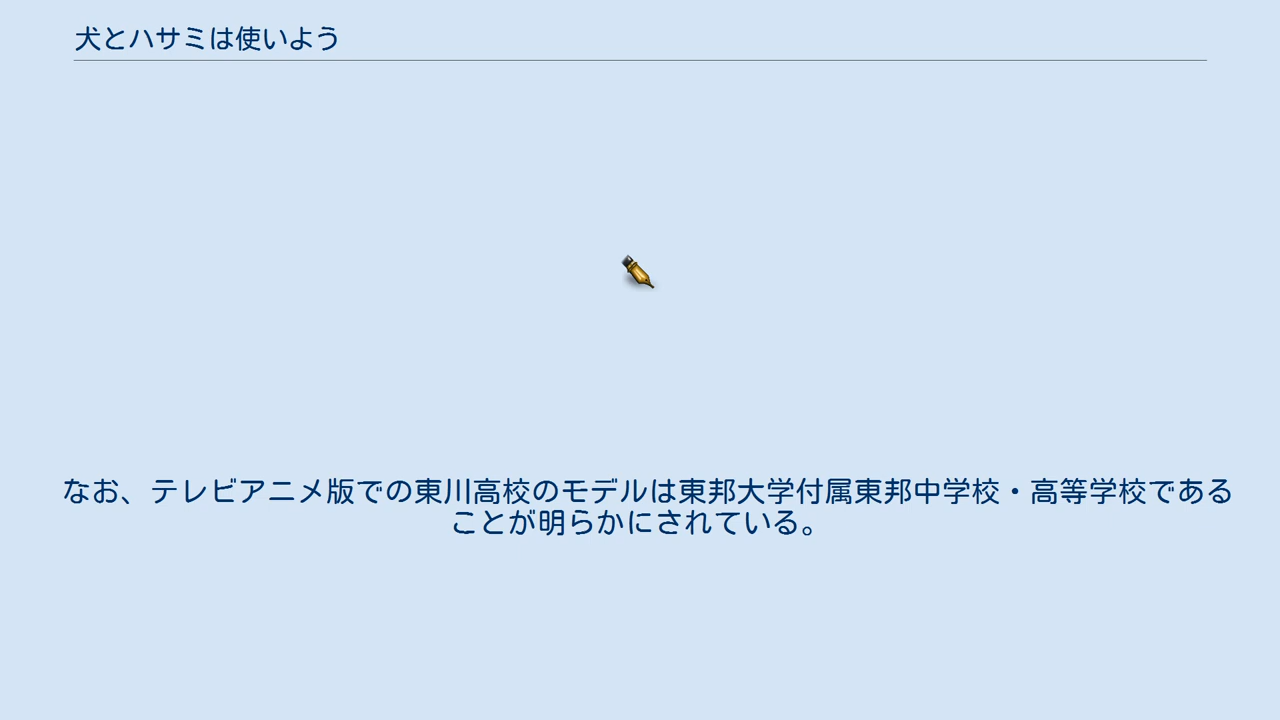 犬とハサミは使いよう
なお、テレビアニメ版での東川高校のモデルは東邦大学付属東邦中学校・高等学校である
ことが明らかにされている。